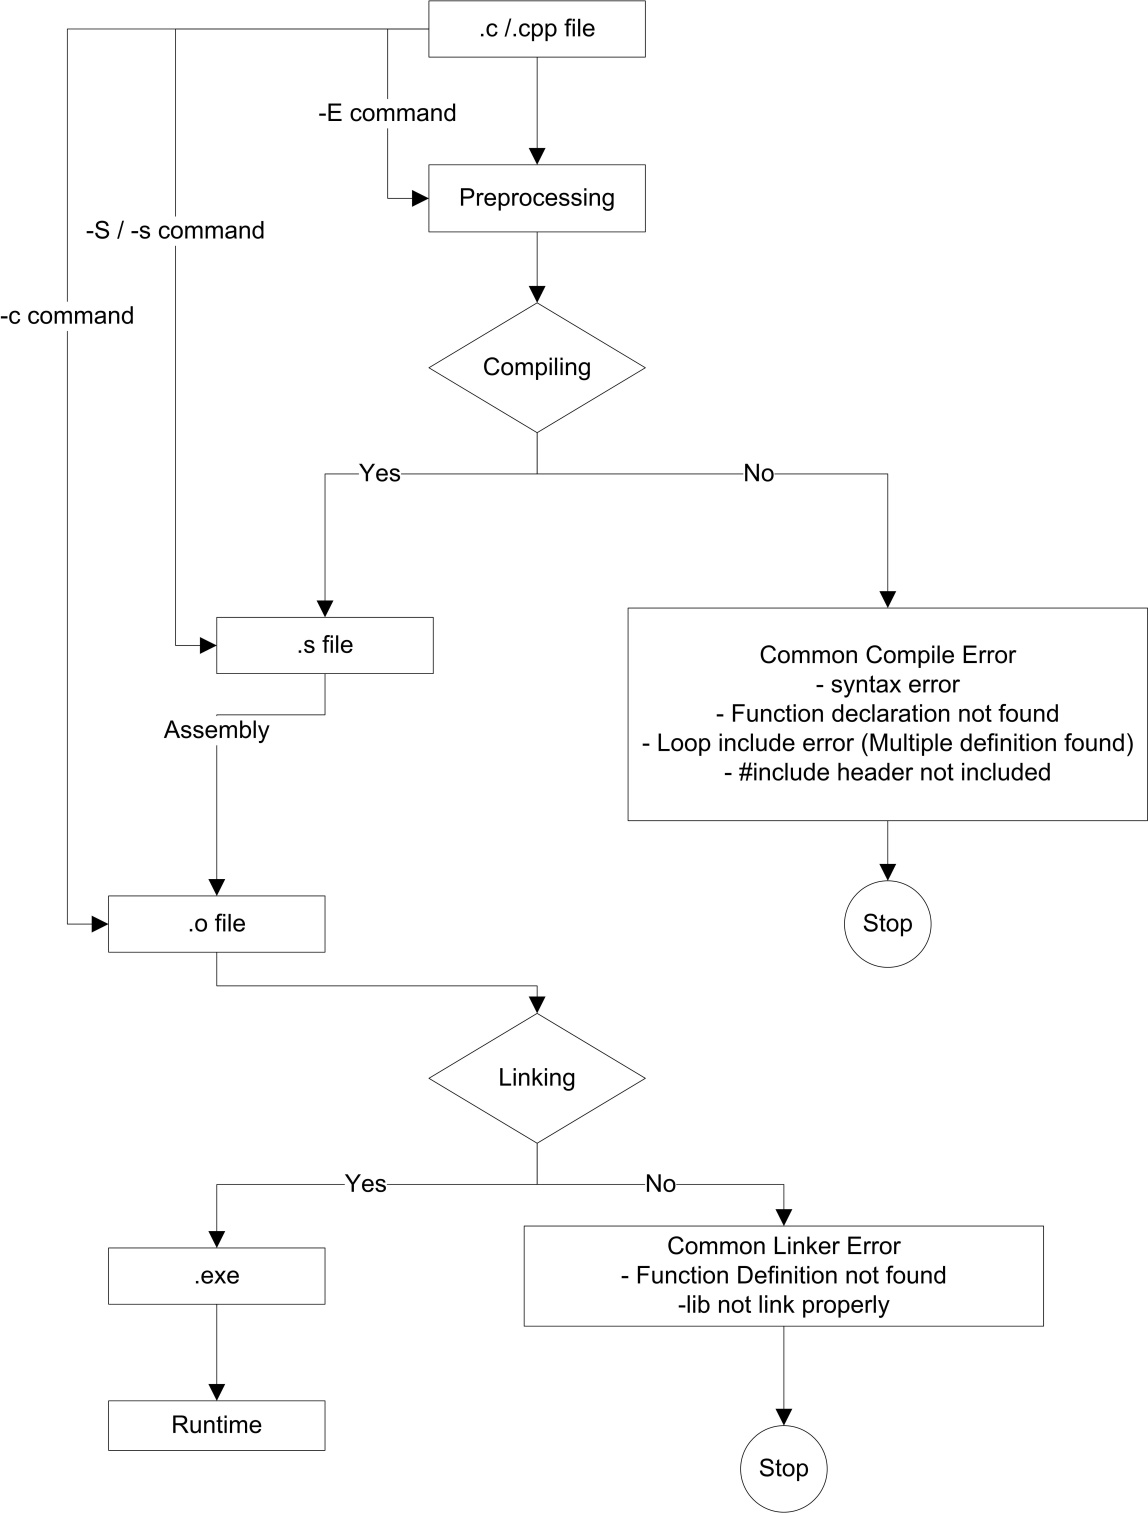 .c /.cpp file
-E command
Preprocessing
-S / -s command
-c command
Compiling
Yes
No
.s file
Common Compile Error
- syntax error
- Function declaration not found
- Loop include error (Multiple definition found)
- #include header not included
Assembly
.o file
Stop
Linking
Yes
No
.exe
Common Linker Error
- Function Definition not found
-lib not link properly
Runtime
Stop